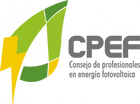 CPEF
Consejo de profesionales
en energía fotovoltaica